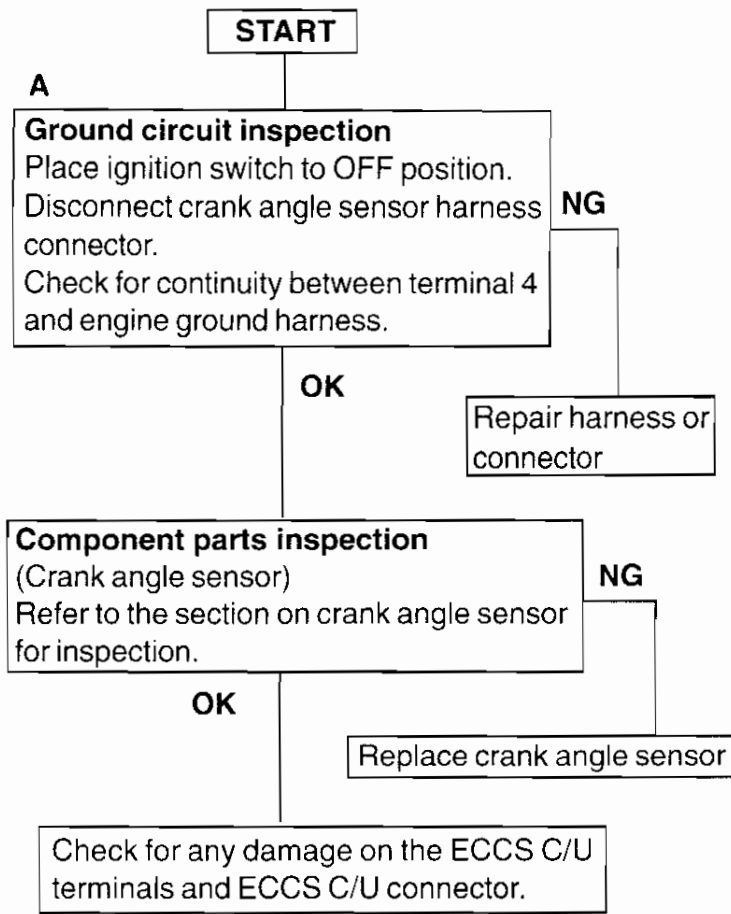 START
A
Ground circuit inspection
Place ignition switch to OFF position.
Disconnect crank angle sensor harness
connector.
Check for continuity between terminal 4
and engine ground harness.
NG
OK
Repair harness or
connector
Component parts inspection
(Crank angle sensor)
Refer to the section on crank angle sensor
for inspection.
NG
OK
Replace crank angle sensor
Check for any damage on the ECCS C/U
terminals and ECCS C/U connector.